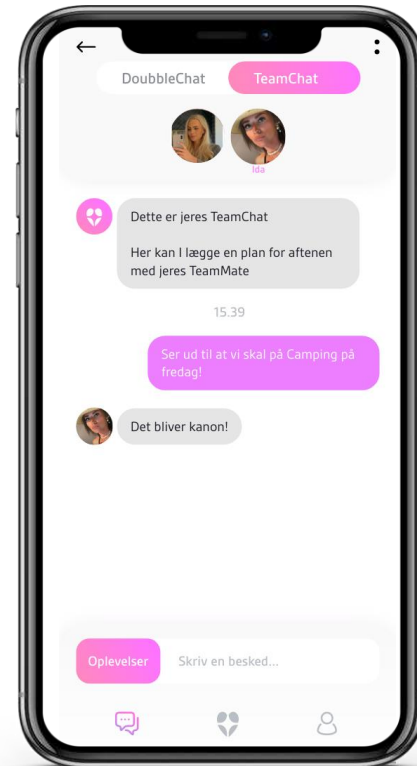 DoubbleChat
TeamChat
Ida
Dette er jeres TeamChat
Her kan I lægge en plan for aftenen
med jeres TeamMate
15.39
Ser ud til at vi skal på Camping på
fredag!
Det bliver kanon!
Oplevelser
Skriv en besked...